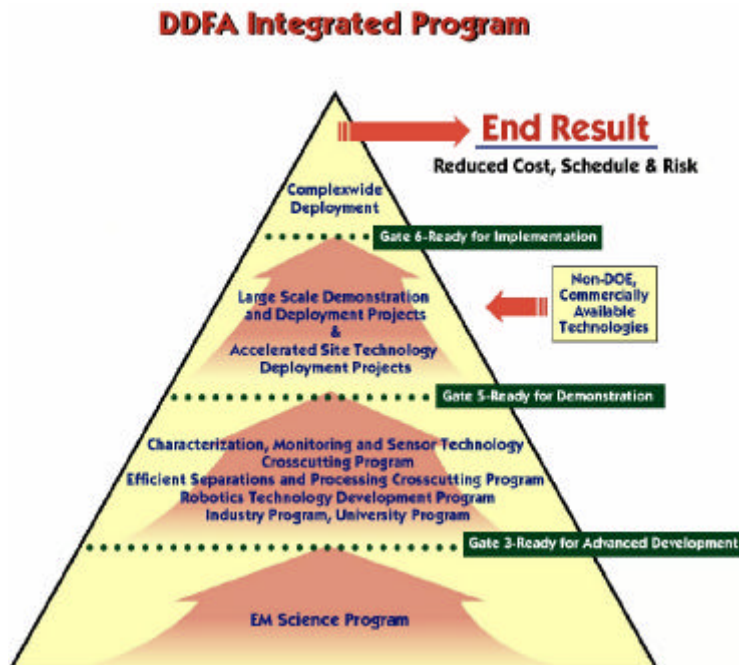 DDFA Integrated Program
End Result
Reduced Cost, Schedule & Risk
Complexwide
Deployment
Gate 6-Ready for Implementation
Non-DOE,
Commercially
Available
Technologies
Large Scale Demonstration
and Deployment Projects
&
Accelerated Site Technology
Deployment Projects
Gate 5-Ready for Demonstration
Characterization, Monitoring and Sensor Technology
Crosscutting Program
Efficient Separations and Processing Crosscutting Program
Robotics Technology Development Program
Industry Program, University Program
Gate 3-Ready for Advanced Development
EM Science Program